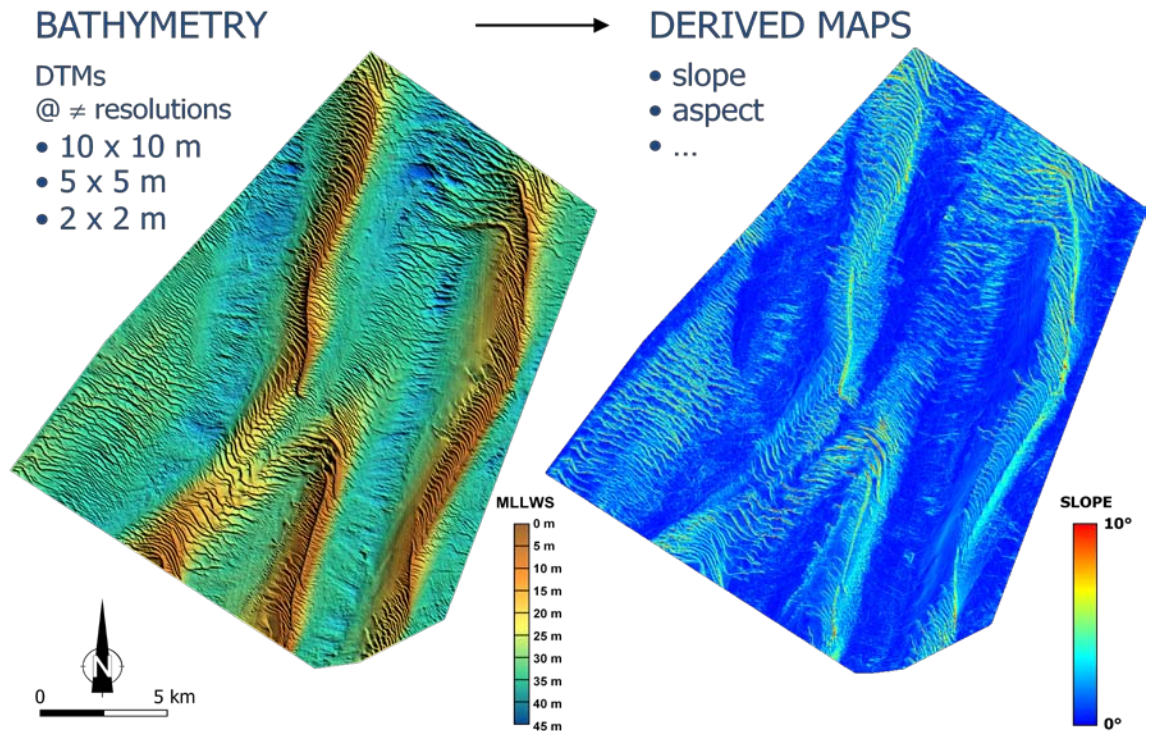 BATHYMETRY
DERIVED MAPS
DTMs
@ ≠ resolutions
• 10 x 10 m
• 5 x 5 m
• 2 x 2 m
• slope
• aspect
• ...
MLLWS
0 m
5 m
10 m
15 m
20 m
25 m
30 m
35 m
40 m
45 m
SLOPE
10°
0°
N
0 5 km